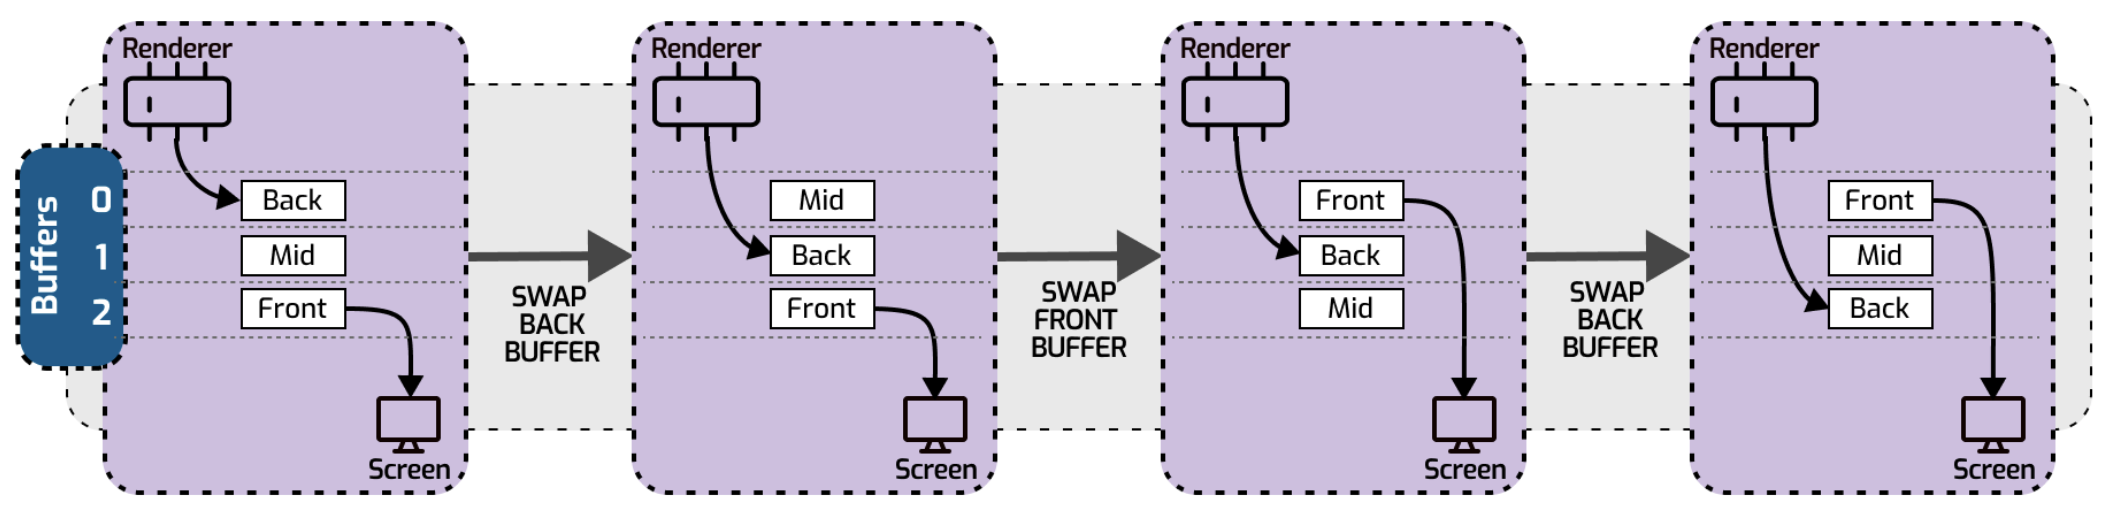 Renderer
Renderer
Renderer
Renderer
Buffers
0
1
2
Back
Mid
Front
Screen
SWAP
BACK
BUFFER
Mid
Back
Front
Screen
SWAP
FRONT
BUFFER
Front
Back
Mid
Screen
SWAP
BACK
BUFFER
Front
Mid
Back
Screen